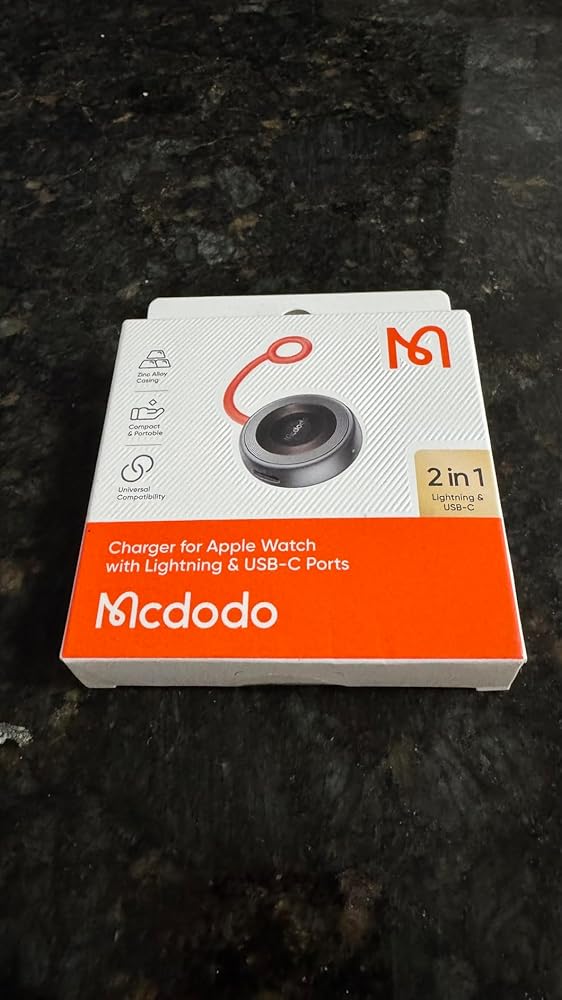 Zinc Alloy
Casing
Compact
& Portable
Universal
Compatibility
Mcdodo
2 in 1
Lightning &
USB-C
Charger for Apple Watch
with Lightning & USB-C Ports
Mcdodo